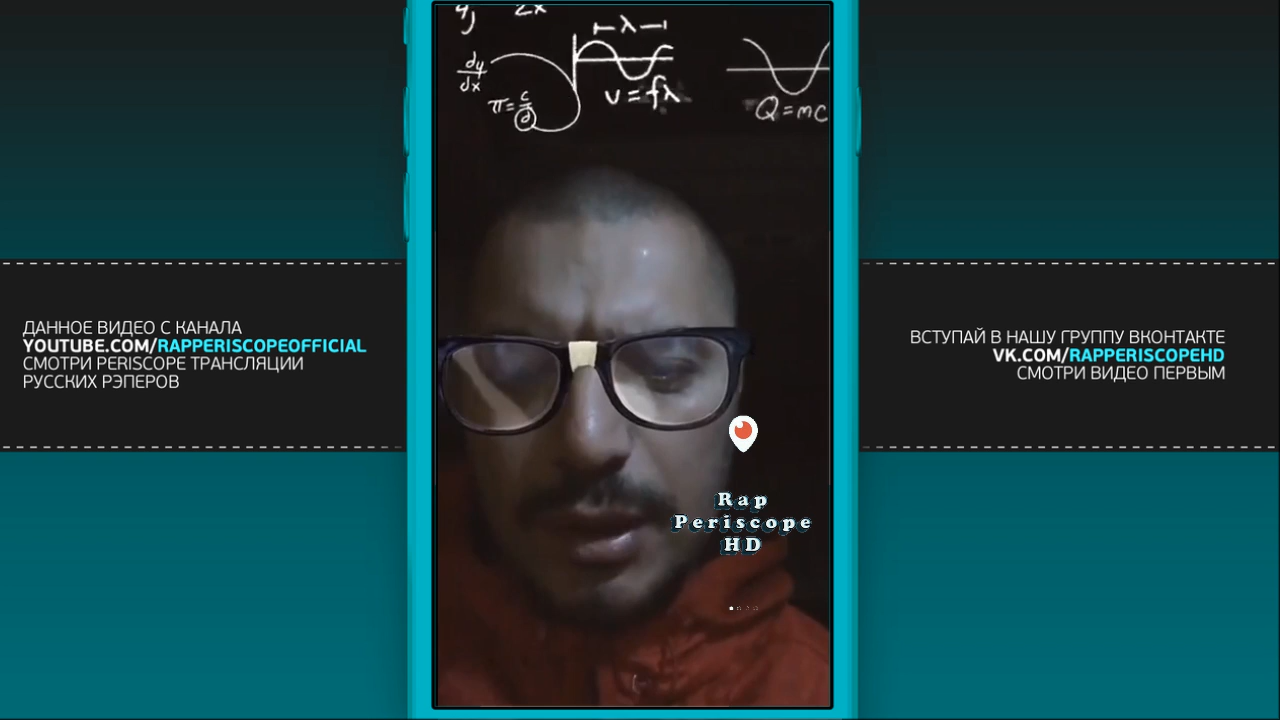 dy
dx
π=c
d
λ
v=fλ
Q=mc
ДАННОЕ ВИДЕО С КАНАЛА
YOUTUBE.COM/RAPPERISCOPEOFFICIAL
СМОТРИ PERISCOPE ТРАНСЛЯЦИИ
РУССКИХ РЭПЕРОВ
ВСТУПАЙ В НАШУ ГРУППУ ВКОНТАКТЕ
VK.COM/RAPPERISCOPEHD
СМОТРИ ВИДЕО ПЕРВЫМ
Rap
Periscope
HD